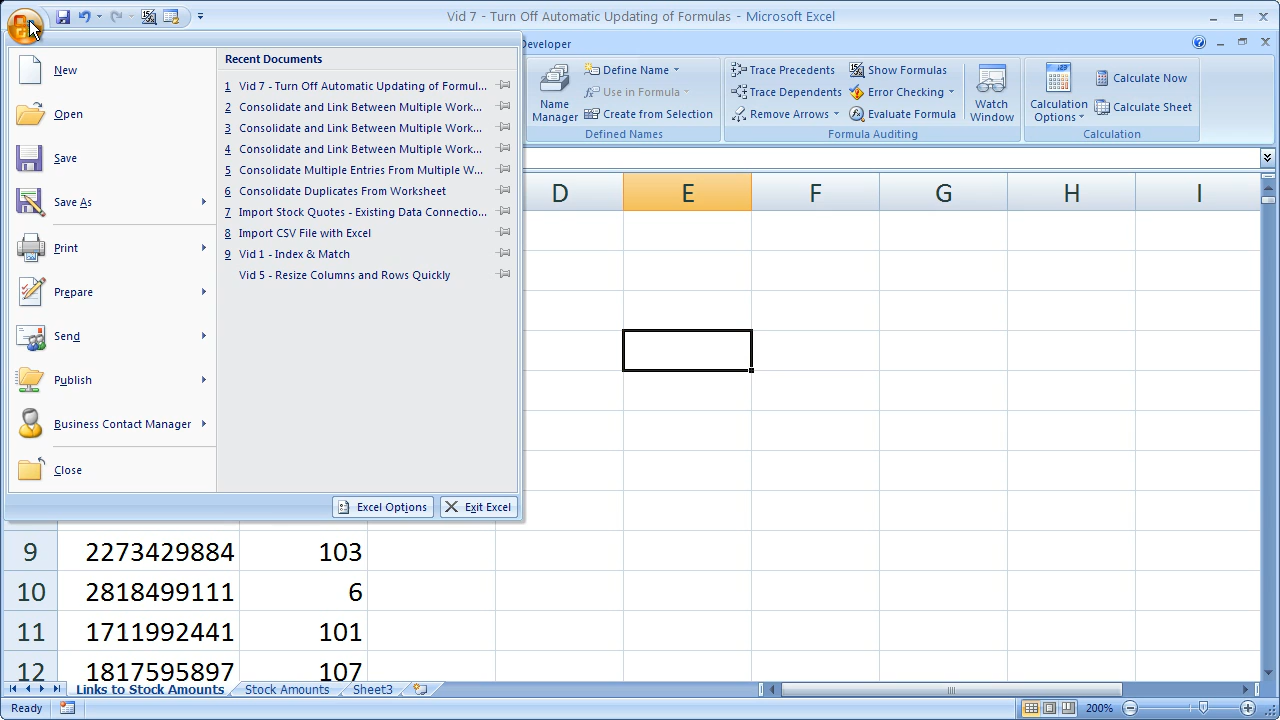 Vid 7 - Turn Off Automatic Updating of Formulas - Microsoft Excel
Developer
New
Open
Save
Save As
Print
Prepare
Send
Publish
Business Contact Manager
Close
Recent Documents
1 Vid 7 - Turn Off Automatic Updating of Formul...
2 Consolidate and Link Between Multiple Work...
3 Consolidate and Link Between Multiple Work...
4 Consolidate and Link Between Multiple Work...
5 Consolidate Multiple Entries From Multiple W...
6 Consolidate Duplicates From Worksheet
7 Import Stock Quotes - Existing Data Connectio...
8 Import CSV File with Excel
9 Vid 1 - Index & Match
Vid 5 - Resize Columns and Rows Quickly
Excel Options
Exit Excel
Name
Manager
Define Name
Use in Formula
Create from Selection
Defined Names
Trace Precedents
Trace Dependents
Remove Arrows
Show Formulas
Error Checking
Evaluate Formula
Formula Auditing
Watch
Window
Calculation
Options
Calculate Now
Calculate Sheet
Calculation
D E F G H I
9 2273429884 103
10 2818499111 6
11 1711992441 101
12 1817595897 107
Links to Stock Amounts Stock Amounts Sheet3
Ready 200%